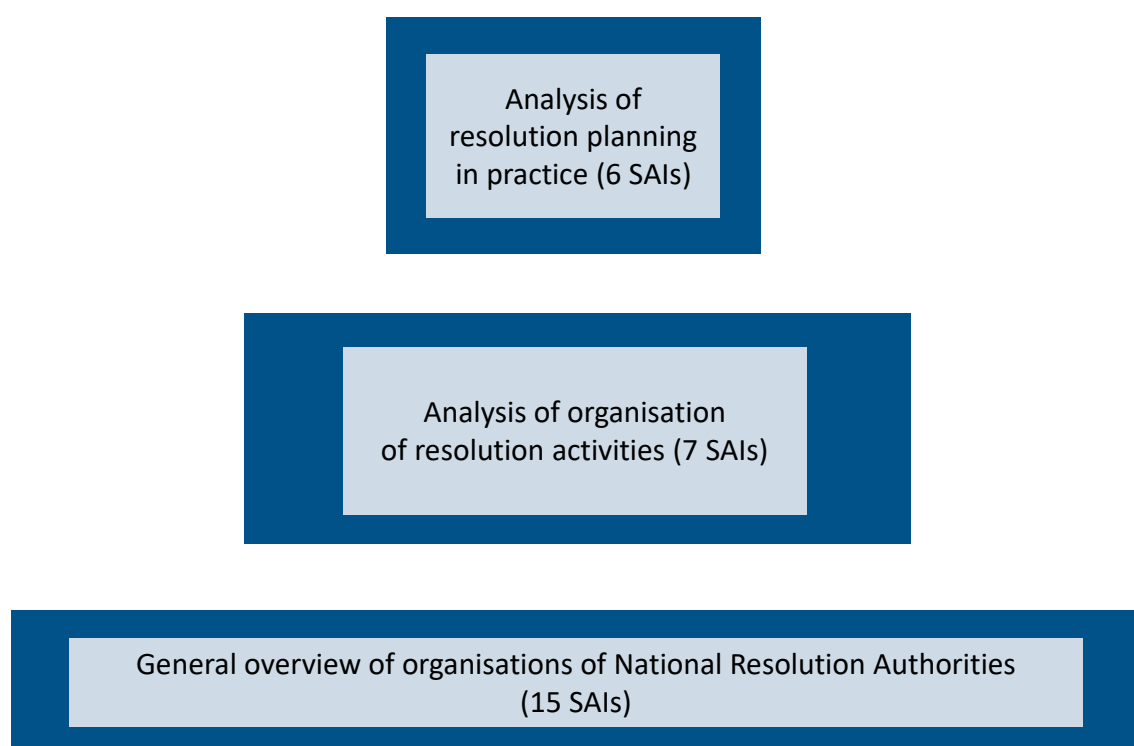 Analysis of
resolution planning
in practice (6 SAIs)
Analysis of organisation
of resolution activities (7 SAIs)
General overview of organisations of National Resolution Authorities
(15 SAIs)